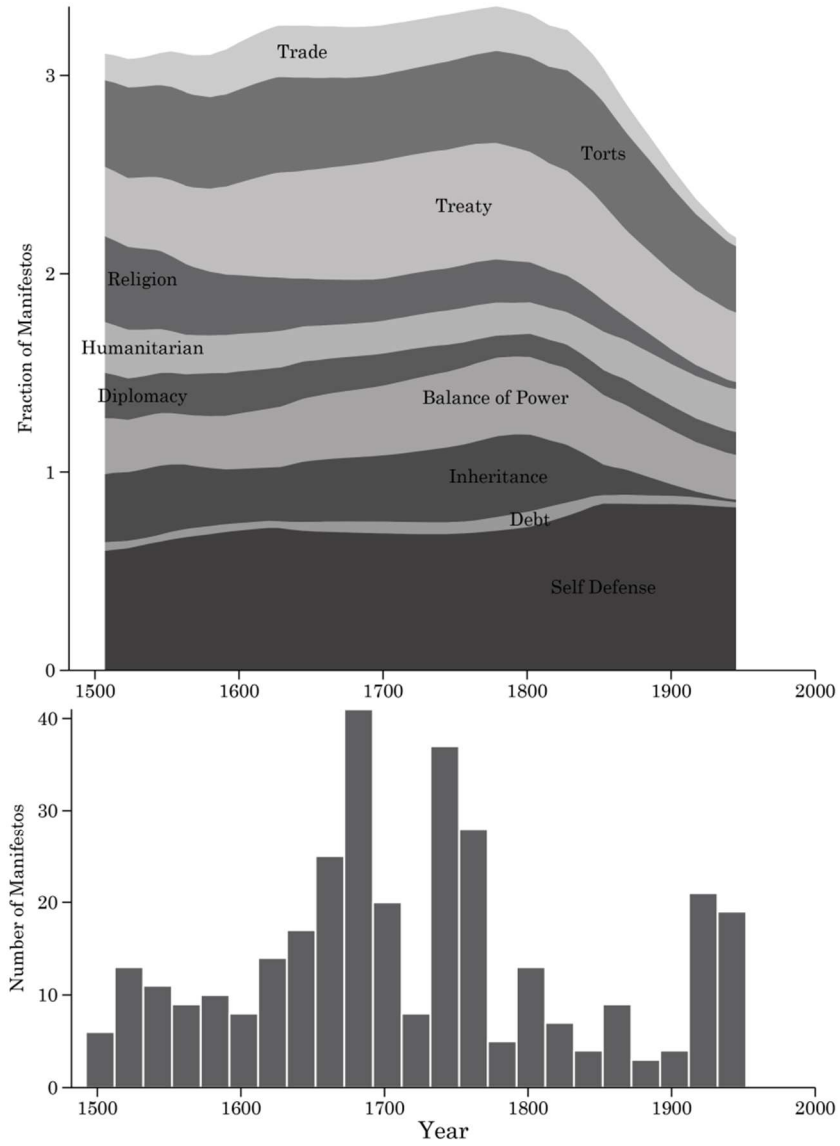 3
2
1
0
Fraction of Manifestos
Trade
Torts
Treaty
Religion
Humanitarian
Diplomacy
Balance of Power
Inheritance
Debt
Self Defense
1500 1600 1700 1800 1900 2000
40
30
20
10
0
Number of Manifestos
1500 1600 1700 1800 1900 2000
Year